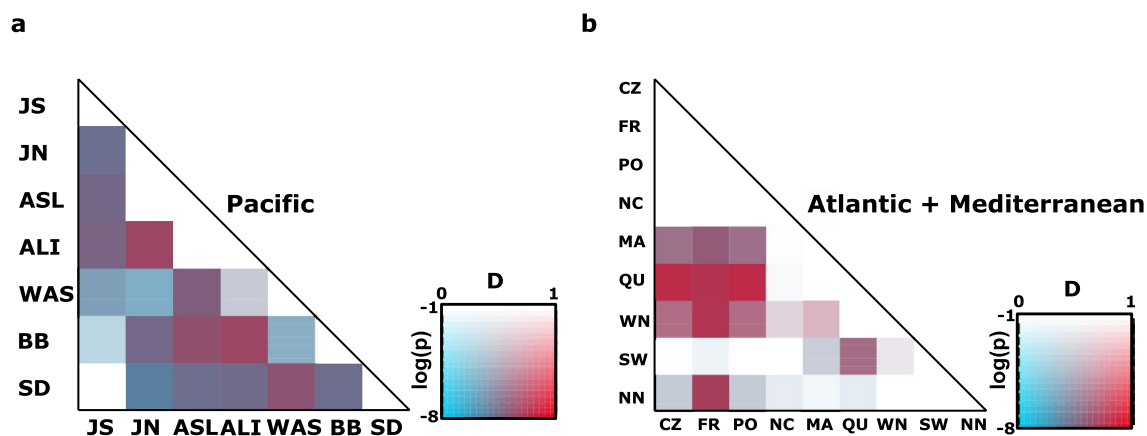 a
JS
JN
ASL
ALI
WAS
BB
SD
JS JN ASL ALI WAS BB SD
Pacific
D
0 1
-1
log(p)
-8
b
CZ
FR
PO
NC
MA
QU
WN
SW
NN
CZ FR PO NC MA QU WN SW NN
Atlantic + Mediterranean
D
0 1
-1
log(p)
-8